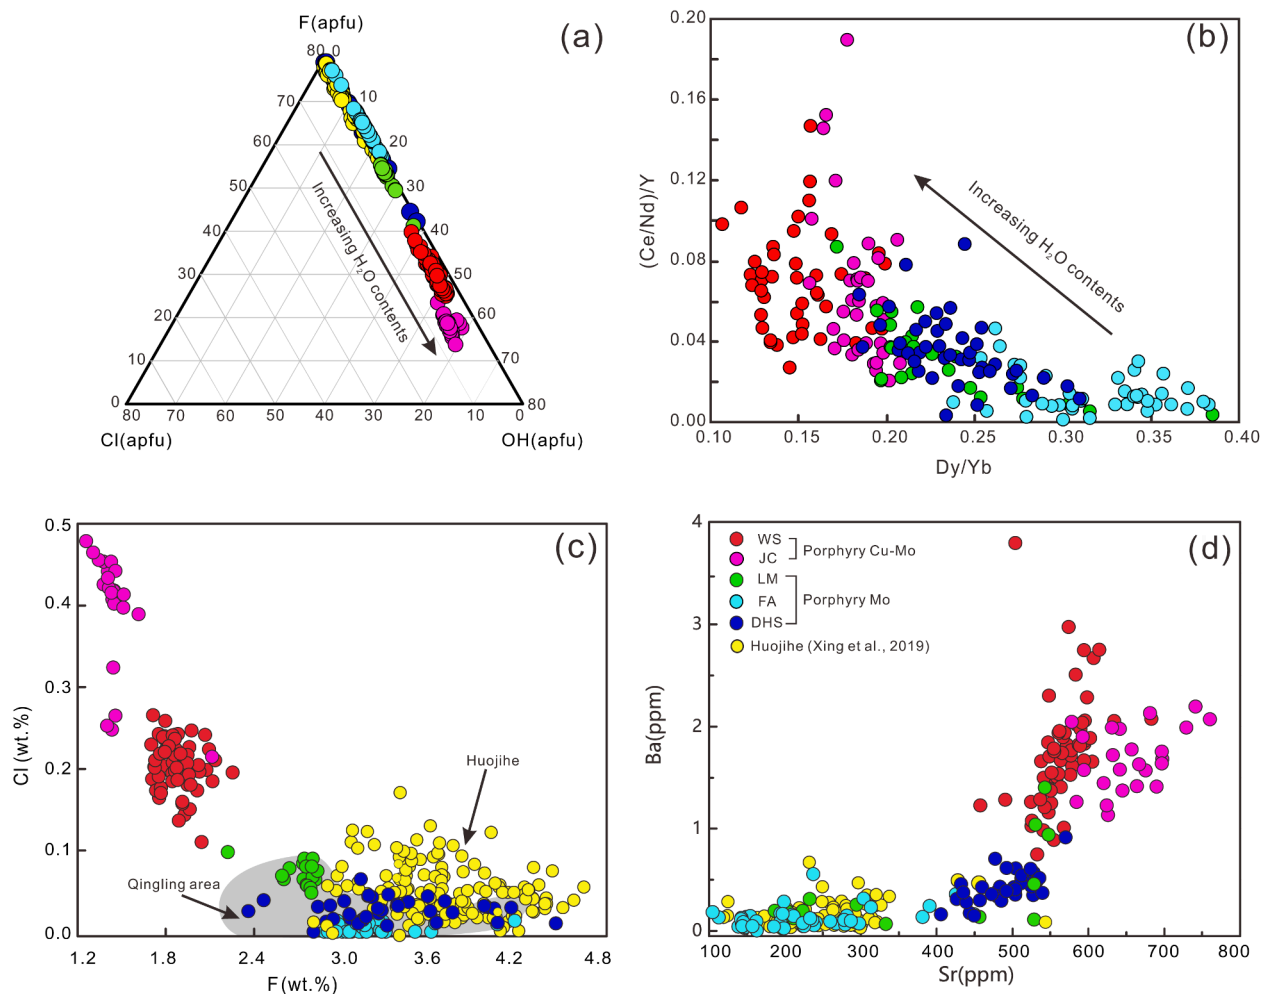 F(apfu)
(a)
80 0
70 10
60 20
50 30
40 40
30 50
20 60
10 70
0 80
80 70 60 50 40 30 20 10 0
Cl(apfu) OH(apfu)
Increasing H2O contents
(b)
0.20
0.16
0.12
0.08
0.04
0.00
(Ce/Nd)/Y
0.10 0.15 0.20 0.25 0.30 0.35 0.40
Dy/Yb
Increasing H2O contents
(c)
0.5
0.4
0.3
0.2
0.1
0.0
Cl (wt.%)
Huojihe
Qingling area
1.2 1.8 2.4 3.0 3.6 4.2 4.8
F(wt.%)
(d)
4
3
2
1
0
Ba(ppm)
WS
JC
Porphyry Cu-Mo
LM
FA
DHS
Porphyry Mo
Huojihe (Xing et al., 2019)
100 200 300 400 500 600 700 800
Sr(ppm)